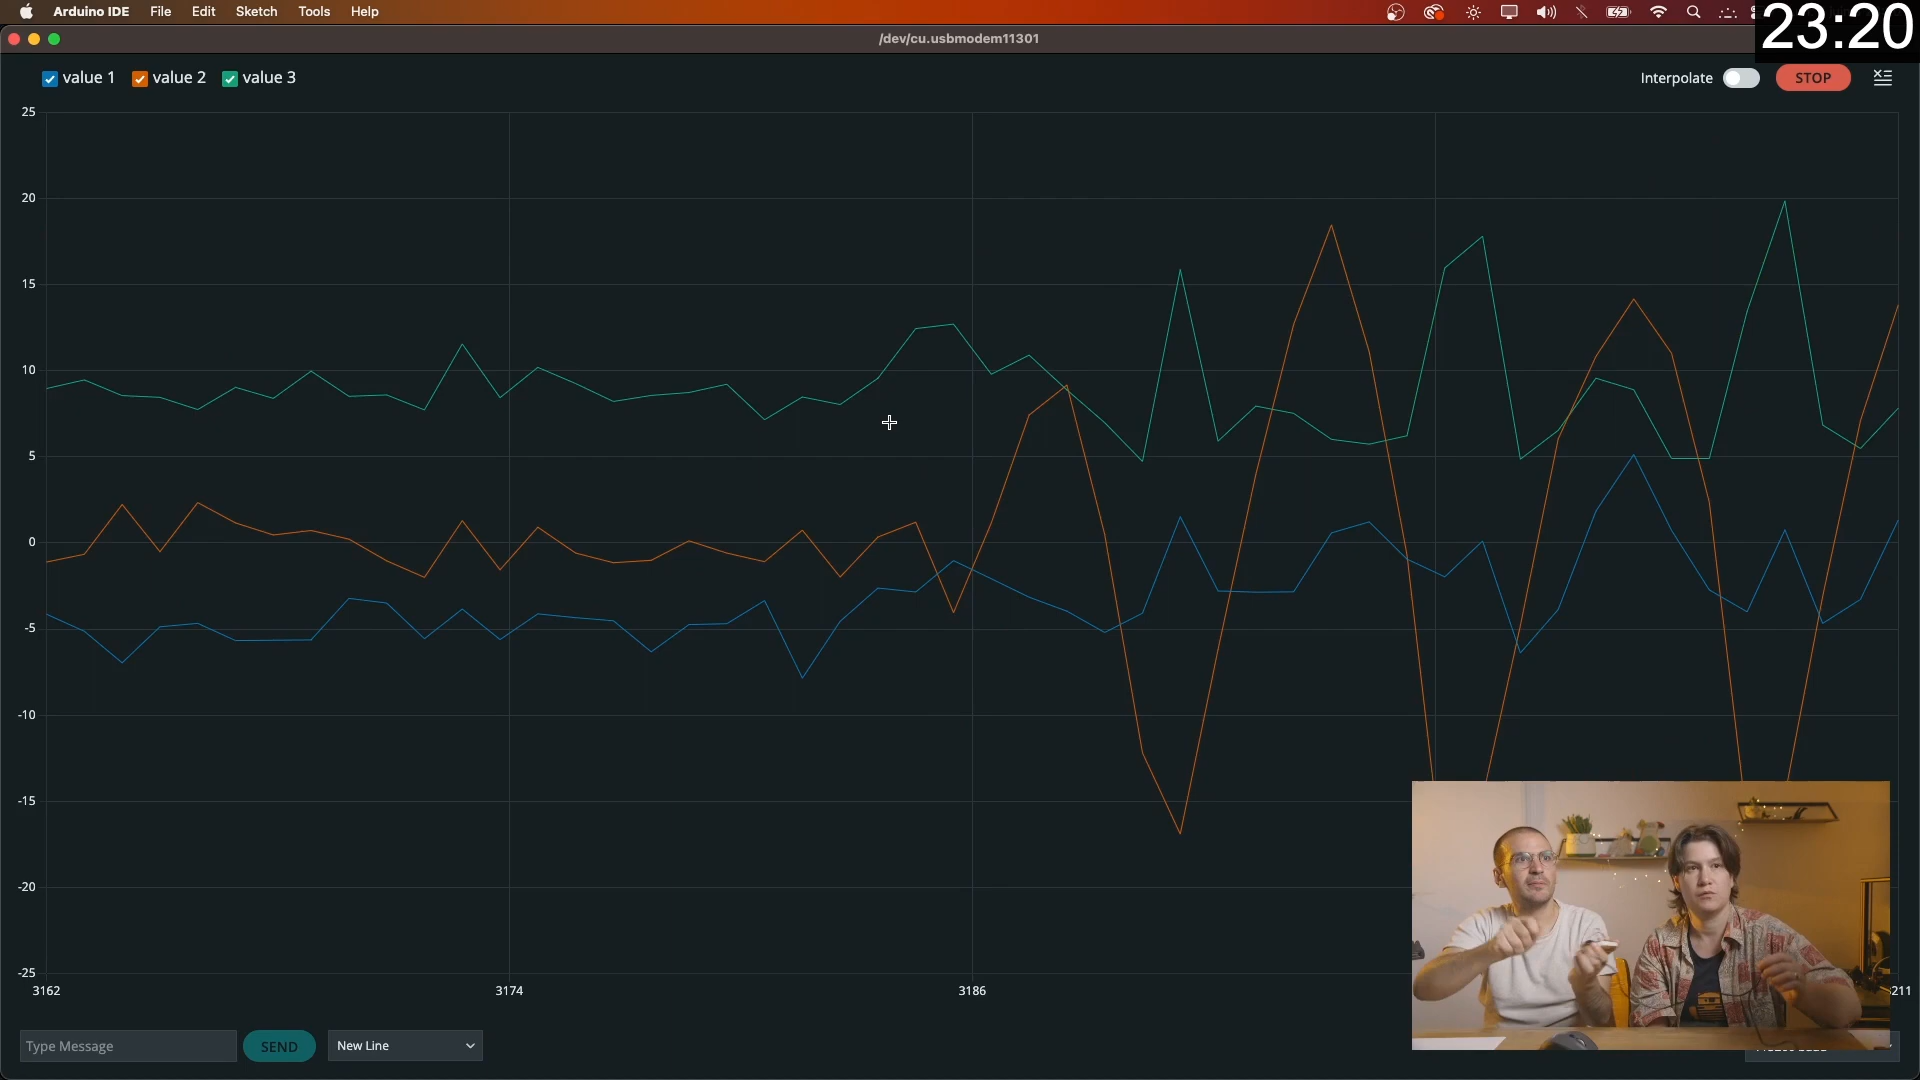 Arduino IDE File Edit Sketch Tools Help
23:20
/dev/cu.usbmodem11301
value 1 value 2 value 3
Interpolate STOP
25
20
15
10
5
0
-5
-10
-15
-20
-25
3162 3174 3186 211
Type Message SEND New Line